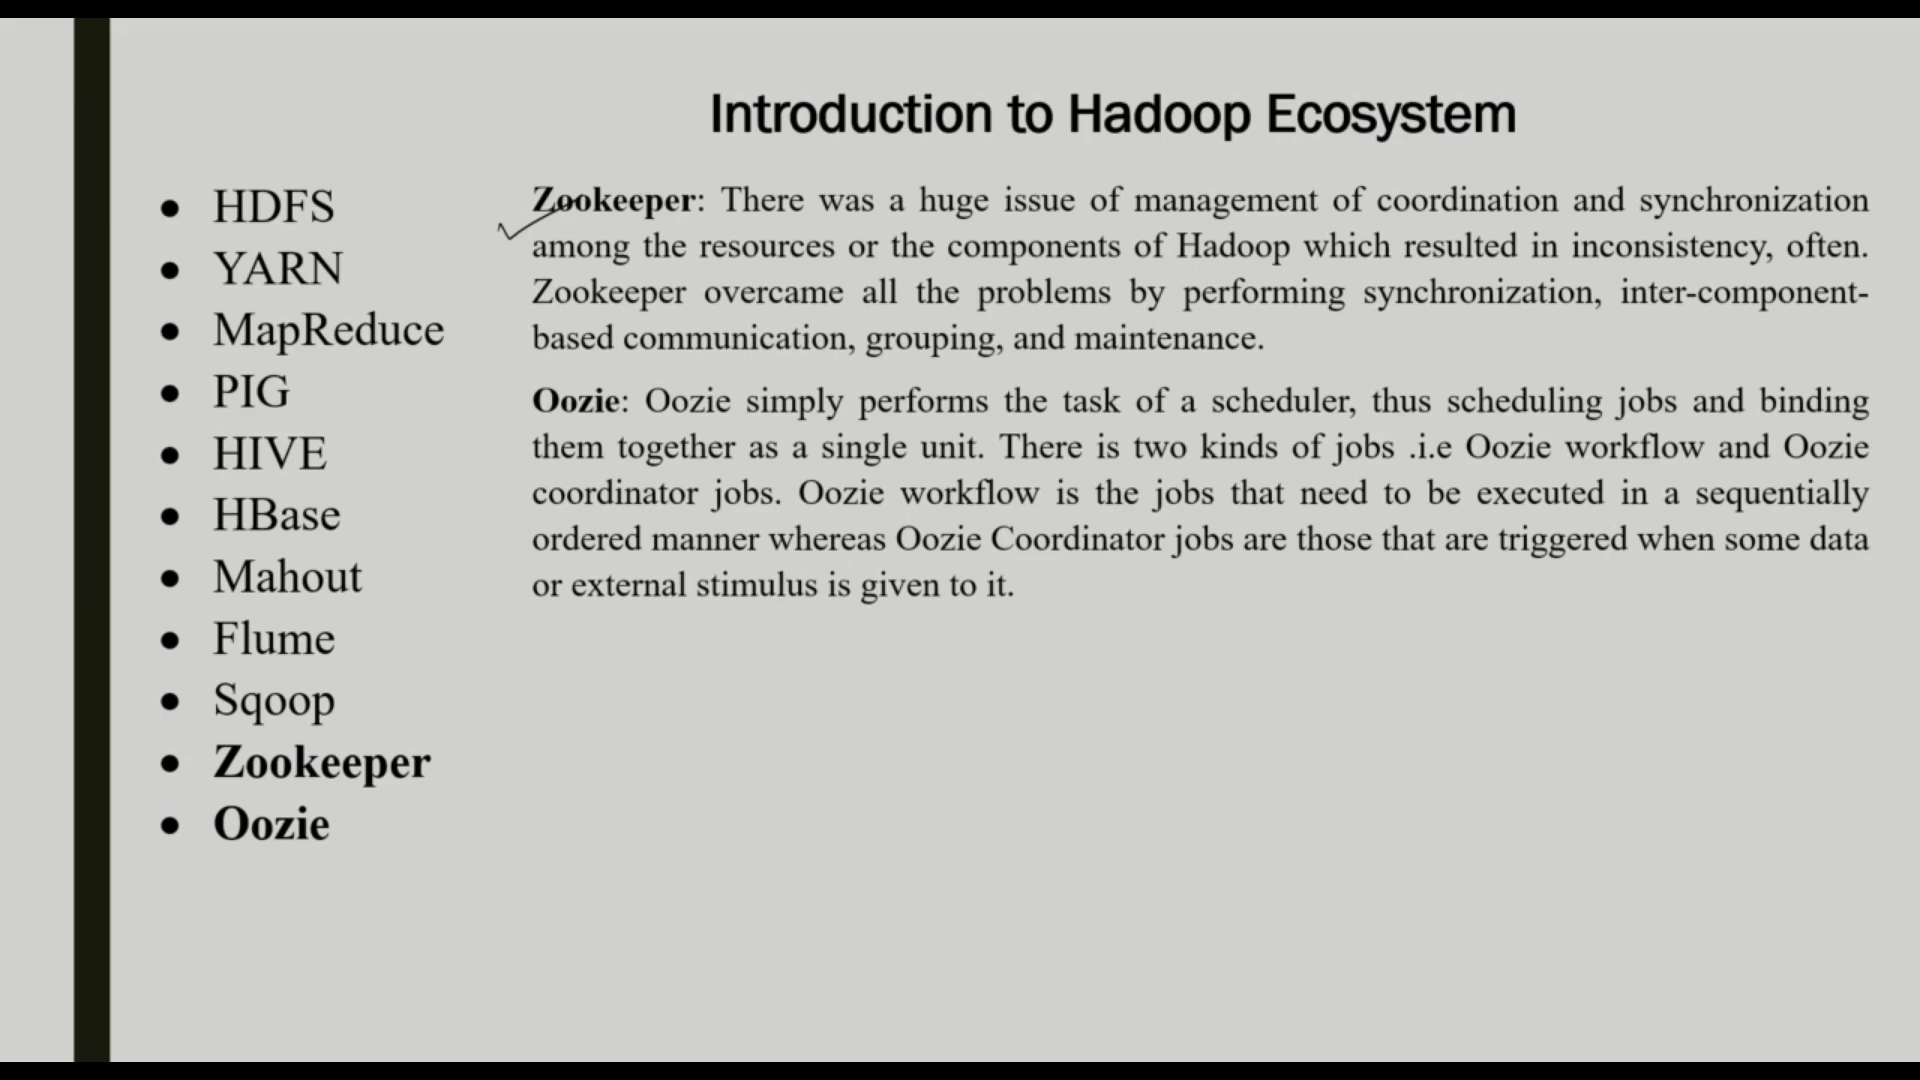 Introduction to Hadoop Ecosystem
HDFS
YARN
MapReduce
PIG
HIVE
HBase
Mahout
Flume
Sqoop
Zookeeper
Oozie
Zookeeper: There was a huge issue of management of coordination and synchronization
among the resources or the components of Hadoop which resulted in inconsistency, often.
Zookeeper overcame all the problems by performing synchronization, inter-component-
based communication, grouping, and maintenance.
Oozie: Oozie simply performs the task of a scheduler, thus scheduling jobs and binding
them together as a single unit. There is two kinds of jobs .i.e Oozie workflow and Oozie
coordinator jobs. Oozie workflow is the jobs that need to be executed in a sequentially
ordered manner whereas Oozie Coordinator jobs are those that are triggered when some data
or external stimulus is given to it.